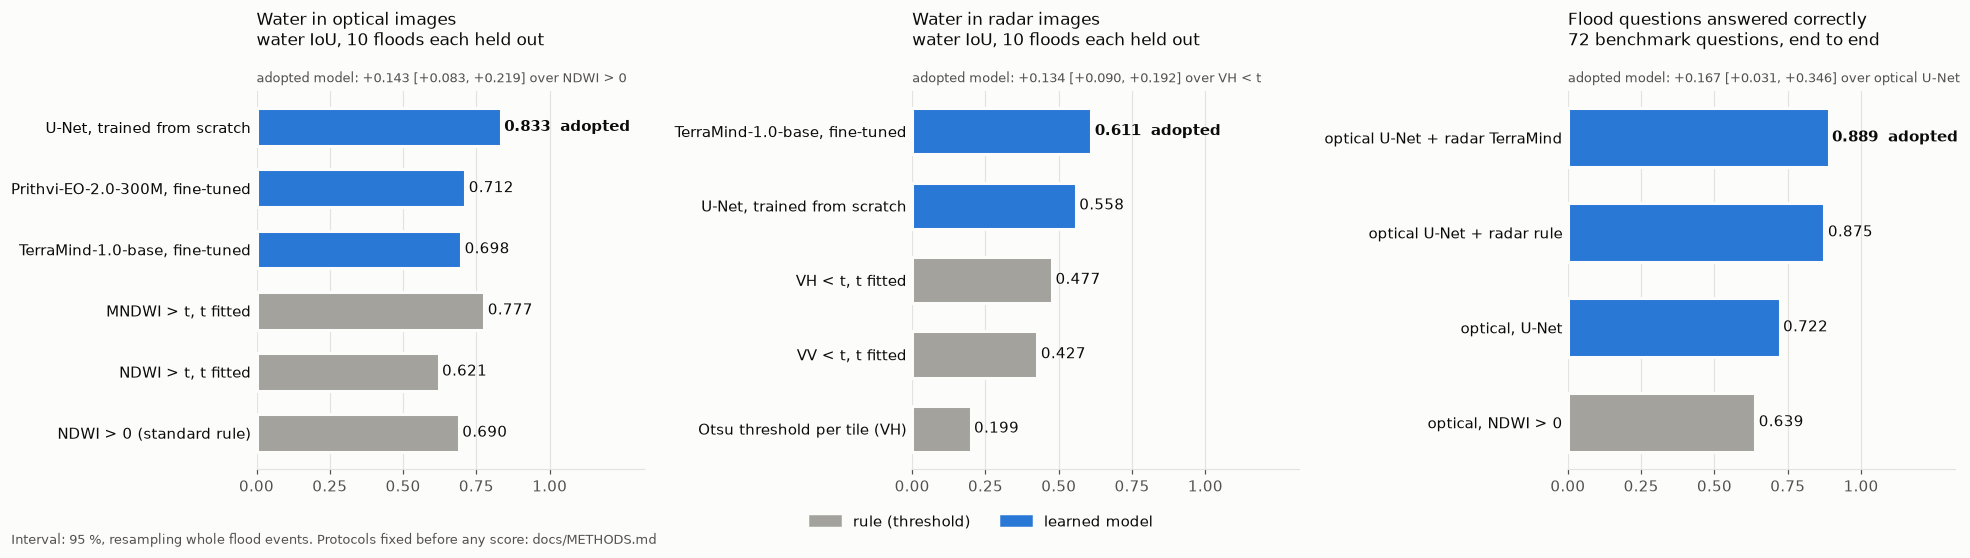 Water in optical images
water IoU, 10 floods each held out
adopted model: +0.143 [+0.083, +0.219] over NDWI > 0
U-Net, trained from scratch
0.833 adopted
Prithvi-EO-2.0-300M, fine-tuned
0.712
TerraMind-1.0-base, fine-tuned
0.698
MNDWI > t, t fitted
0.777
NDWI > t, t fitted
0.621
NDWI > 0 (standard rule)
0.690
0.00 0.25 0.50 0.75 1.00
Water in radar images
water IoU, 10 floods each held out
adopted model: +0.134 [+0.090, +0.192] over VH < t
TerraMind-1.0-base, fine-tuned
0.611 adopted
U-Net, trained from scratch
0.558
VH < t, t fitted
0.477
VV < t, t fitted
0.427
Otsu threshold per tile (VH)
0.199
0.00 0.25 0.50 0.75 1.00
Flood questions answered correctly
72 benchmark questions, end to end
adopted model: +0.167 [+0.031, +0.346] over optical U-Net
optical U-Net + radar TerraMind
0.889 adopted
optical U-Net + radar rule
0.875
optical, U-Net
0.722
optical, NDWI > 0
0.639
0.00 0.25 0.50 0.75 1.00
rule (threshold)
learned model
Interval: 95 %, resampling whole flood events. Protocols fixed before any score: docs/METHODS.md